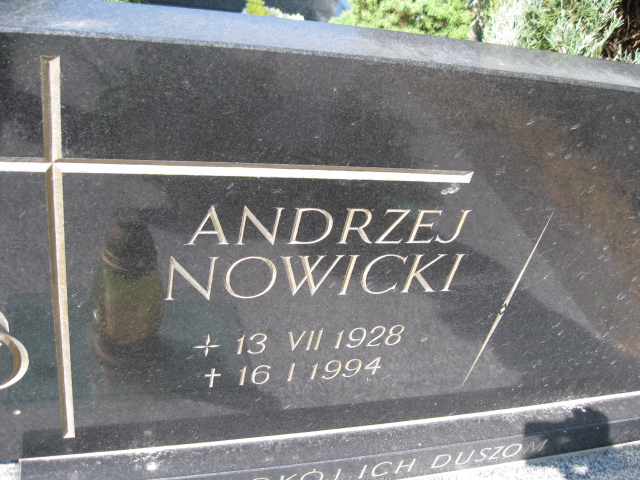 ANDRZEJ
NOWICKI
13 VII 1928
† 16 I 1994
ICH DUSZOM